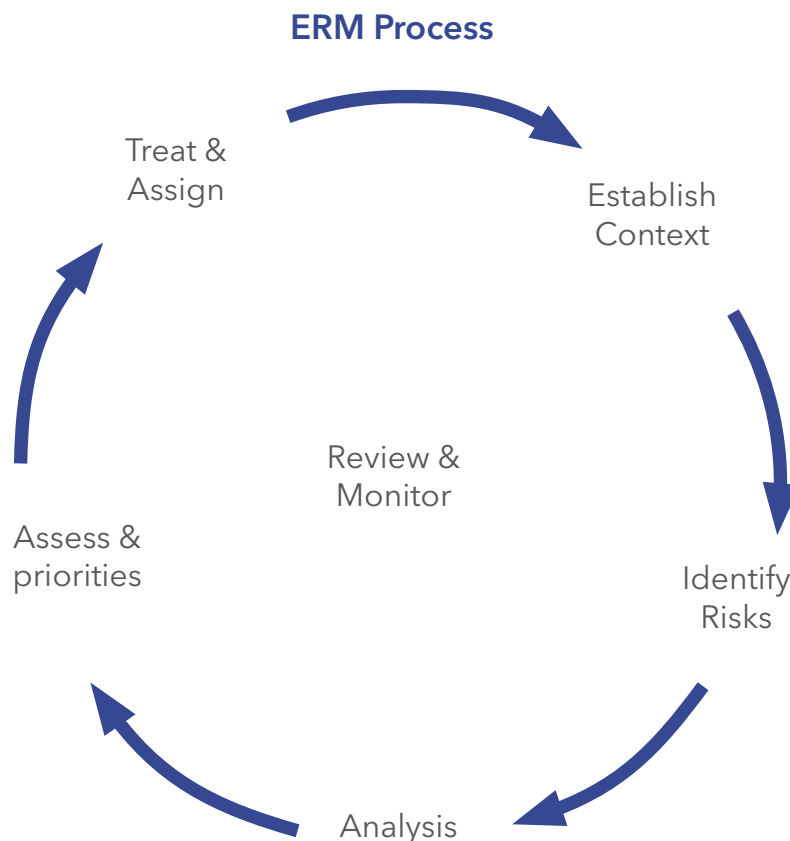 ERM Process
Treat &
Assign
Establish
Context
Review &
Monitor
Assess &
priorities
Identify
Risks
Analysis